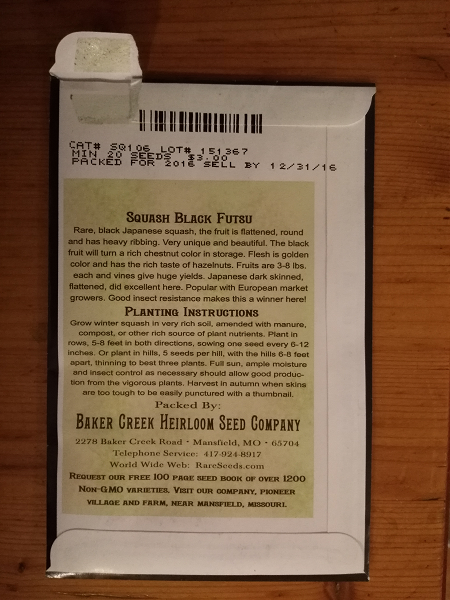 CAT# SQ106 LOT# 151367
MIN 20 SEEDS $3.00
PACKED FOR 2016 SELL BY 12/31/16
Squash Black Futsu
Rare, black Japanese squash, the fruit is flattened, round
and has heavy ribbing. Very unique and beautiful. The black
fruit will turn a rich chestnut color in storage. Flesh is golden
color and has the rich taste of hazelnuts. Fruits are 3-8 lbs.
each and vines give huge yields. Japanese dark skinned,
flattened, did excellent here. Popular with European market
growers. Good insect resistance makes this a winner here!
Planting Instructions
Grow winter squash in very rich soil, amended with manure,
compost, or other rich source of plant nutrients. Plant in
rows, 5-8 feet in both directions, sowing one seed every 6-12
inches. Or plant in hills, 5 seeds per hill, with the hills 6-8 feet
apart, thinning to best three plants. Full sun, ample moisture
and insect control as necessary should allow good produc-
tion from the vigorous plants. Harvest in autumn when skins
are too tough to be easily punctured with a thumbnail.
Packed By:
Baker Creek Heirloom Seed Company
2278 Baker Creek Road • Mansfield, MO • 65704
Telephone Service: 417-924-8917
World Wide Web: RareSeeds.com
Request our free 100 page seed book of over 1200
Non-GMO varieties. Visit our company, pioneer
village and farm, near Mansfield, Missouri.